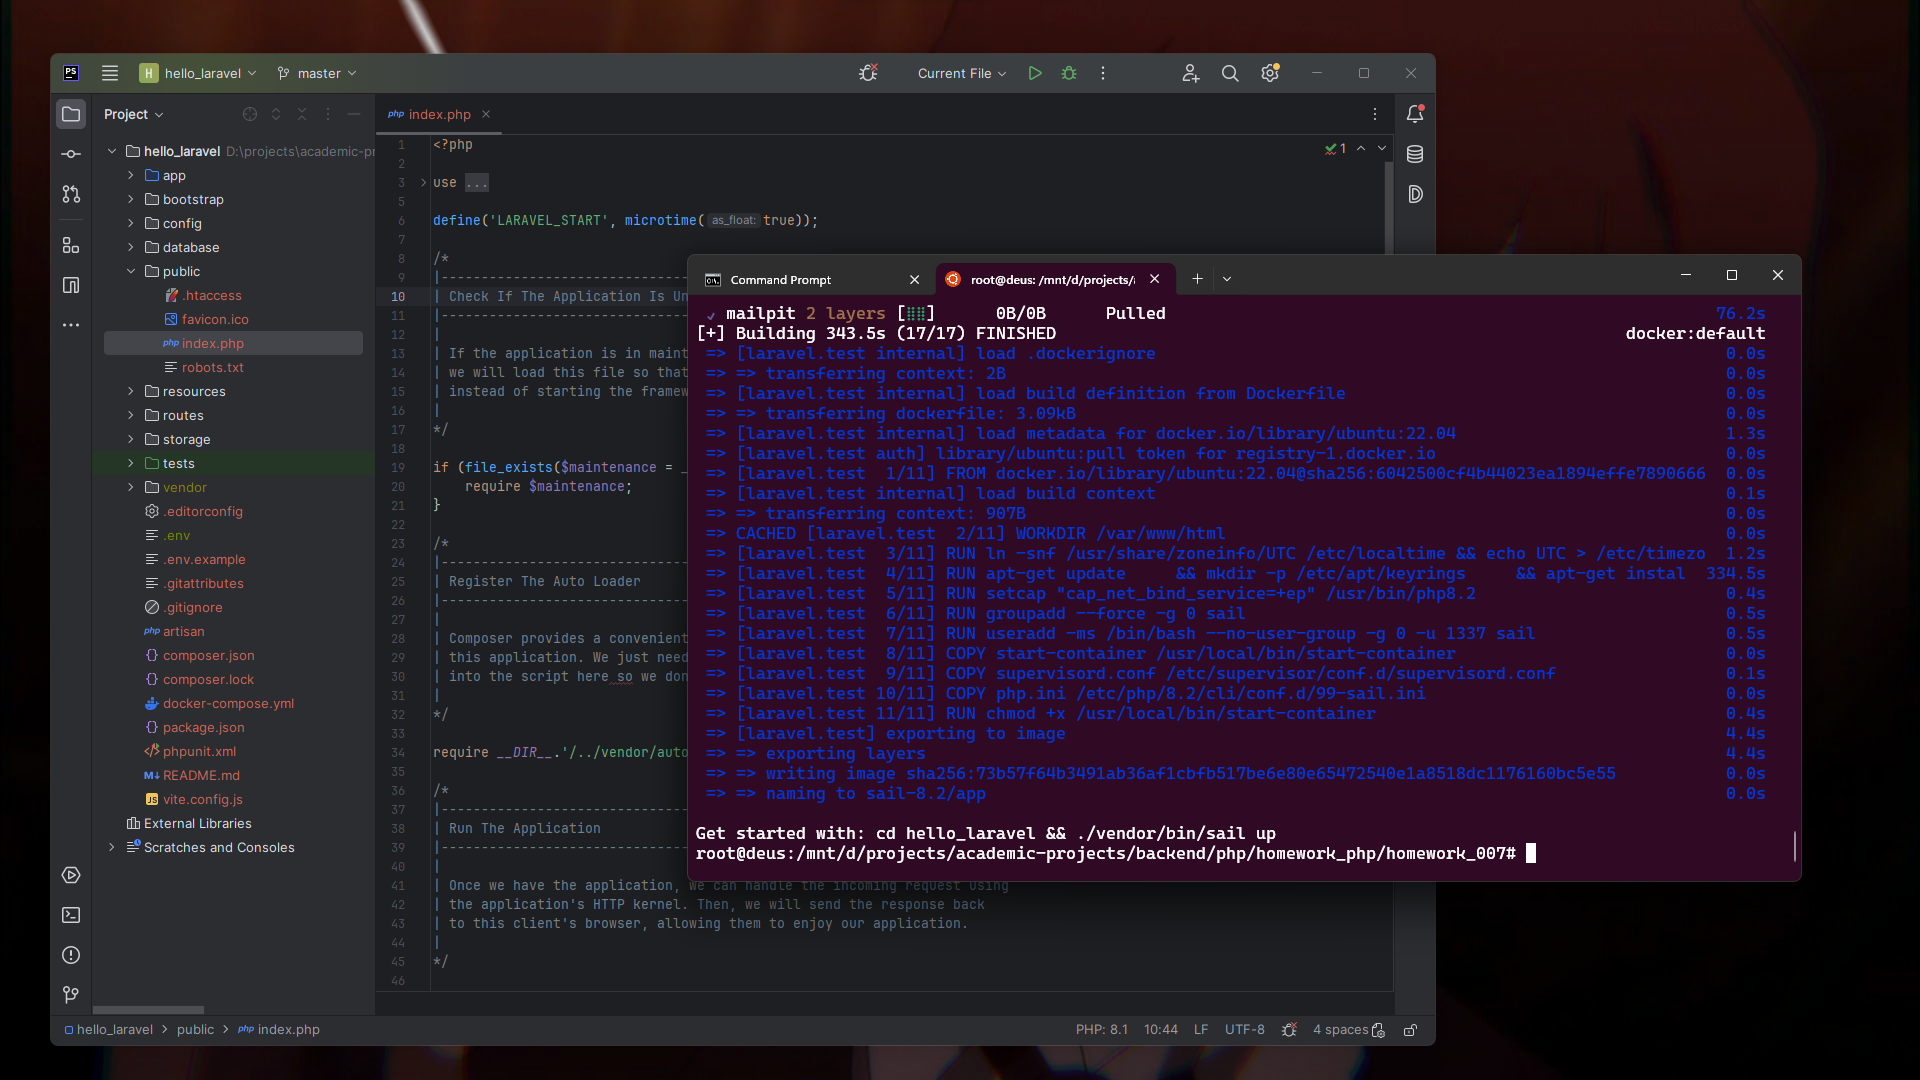 PS
H hello_laravel
master
Current File
Project
php index.php
hello_laravel D:\projects\academic-pr
app
bootstrap
config
database
public
.htaccess
favicon.ico
php index.php
robots.txt
resources
routes
storage
tests
vendor
.editorconfig
.env
.env.example
.gitattributes
.gitignore
php artisan
{} composer.json
{} composer.lock
docker-compose.yml
{} package.json
</> phpunit.xml
M↓ README.md
JS vite.config.js
External Libraries
Scratches and Consoles
1
1 <?php
2
3 use ...
5
6 define('LARAVEL_START', microtime( as_float: true));
7
8 /*
9 |-------------------------------
10 | Check If The Application Is Un
11 |-------------------------------
12 |
13 | If the application is in maint
14 | we will load this file so that
15 | instead of starting the framew
16 |
17 */
18
19 if (file_exists($maintenance = _
20 require $maintenance;
21 }
22
23 /*
24 |-------------------------------
25 | Register The Auto Loader
26 |-------------------------------
27 |
28 | Composer provides a convenient
29 | this application. We just need
30 | into the script here so we don
31 |
32 */
33
34 require __DIR__.'/../vendor/auto
35
36 /*
37 |-------------------------------
38 | Run The Application
39 |-------------------------------
40 |
41 | Once we have the application, we can handle the incoming request using
42 | the application's HTTP kernel. Then, we will send the response back
43 | to this client's browser, allowing them to enjoy our application.
44 |
45 */
46
Command Prompt
root@deus: /mnt/d/projects/
✔ mailpit 2 layers [⣿⣿] 0B/0B Pulled 76.2s
[+] Building 343.5s (17/17) FINISHED docker:default
=> [laravel.test internal] load .dockerignore 0.0s
=> => transferring context: 2B 0.0s
=> [laravel.test internal] load build definition from Dockerfile 0.0s
=> => transferring dockerfile: 3.09kB 0.0s
=> [laravel.test internal] load metadata for docker.io/library/ubuntu:22.04 1.3s
=> [laravel.test auth] library/ubuntu:pull token for registry-1.docker.io 0.0s
=> [laravel.test 1/11] FROM docker.io/library/ubuntu:22.04@sha256:6042500cf4b44023ea1894effe7890666 0.0s
=> [laravel.test internal] load build context 0.1s
=> => transferring context: 907B 0.0s
=> CACHED [laravel.test 2/11] WORKDIR /var/www/html 0.0s
=> [laravel.test 3/11] RUN ln -snf /usr/share/zoneinfo/UTC /etc/localtime && echo UTC > /etc/timezo 1.2s
=> [laravel.test 4/11] RUN apt-get update && mkdir -p /etc/apt/keyrings && apt-get instal 334.5s
=> [laravel.test 5/11] RUN setcap "cap_net_bind_service=+ep" /usr/bin/php8.2 0.4s
=> [laravel.test 6/11] RUN groupadd --force -g 0 sail 0.5s
=> [laravel.test 7/11] RUN useradd -ms /bin/bash --no-user-group -g 0 -u 1337 sail 0.5s
=> [laravel.test 8/11] COPY start-container /usr/local/bin/start-container 0.0s
=> [laravel.test 9/11] COPY supervisord.conf /etc/supervisor/conf.d/supervisord.conf 0.1s
=> [laravel.test 10/11] COPY php.ini /etc/php/8.2/cli/conf.d/99-sail.ini 0.0s
=> [laravel.test 11/11] RUN chmod +x /usr/local/bin/start-container 0.4s
=> [laravel.test] exporting to image 4.4s
=> => exporting layers 4.4s
=> => writing image sha256:73b57f64b3491ab36af1cbfb517be6e80e65472540e1a8518dc1176160bc5e55 0.0s
=> => naming to sail-8.2/app 0.0s
Get started with: cd hello_laravel && ./vendor/bin/sail up
root@deus:/mnt/d/projects/academic-projects/backend/php/homework_php/homework_007#
hello_laravel > public > php index.php
PHP: 8.1 10:44 LF UTF-8 4 spaces